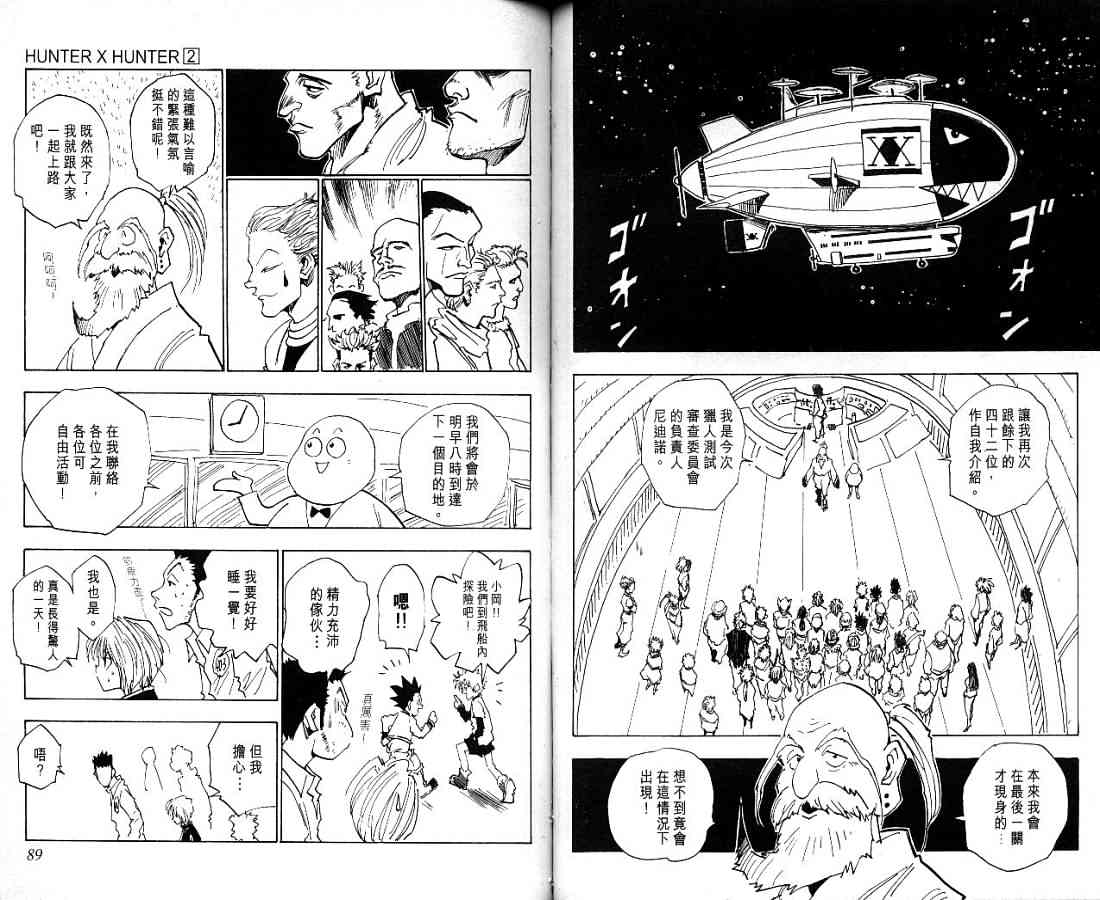 ゴオン
ゴオン
讓我再次
跟餘下的
四十二位，
作自我介紹。
我是今次
獵人測試
審查委員會
的負責人
尼迪諾。
本來我會
在最後一關
才現身的…
想不到竟會
在這情況下
出現！
HUNTER X HUNTER 2
這種難以言喻
的緊張氣氛
挺不錯呢！
既然來了，
我就跟大家
一起上路
吧！
我們將會於
明早八時到達
下一個目的地。
在我聯絡
各位之前，
各位可
自由活動！
小岡！！
我們到飛船內
探險吧！
嗯！！
精力充沛
的傢伙…
真厲害
我要好好
睡一覺！
我也是。
真是長得驚人
的一天！
但我
擔心…
唔？
89